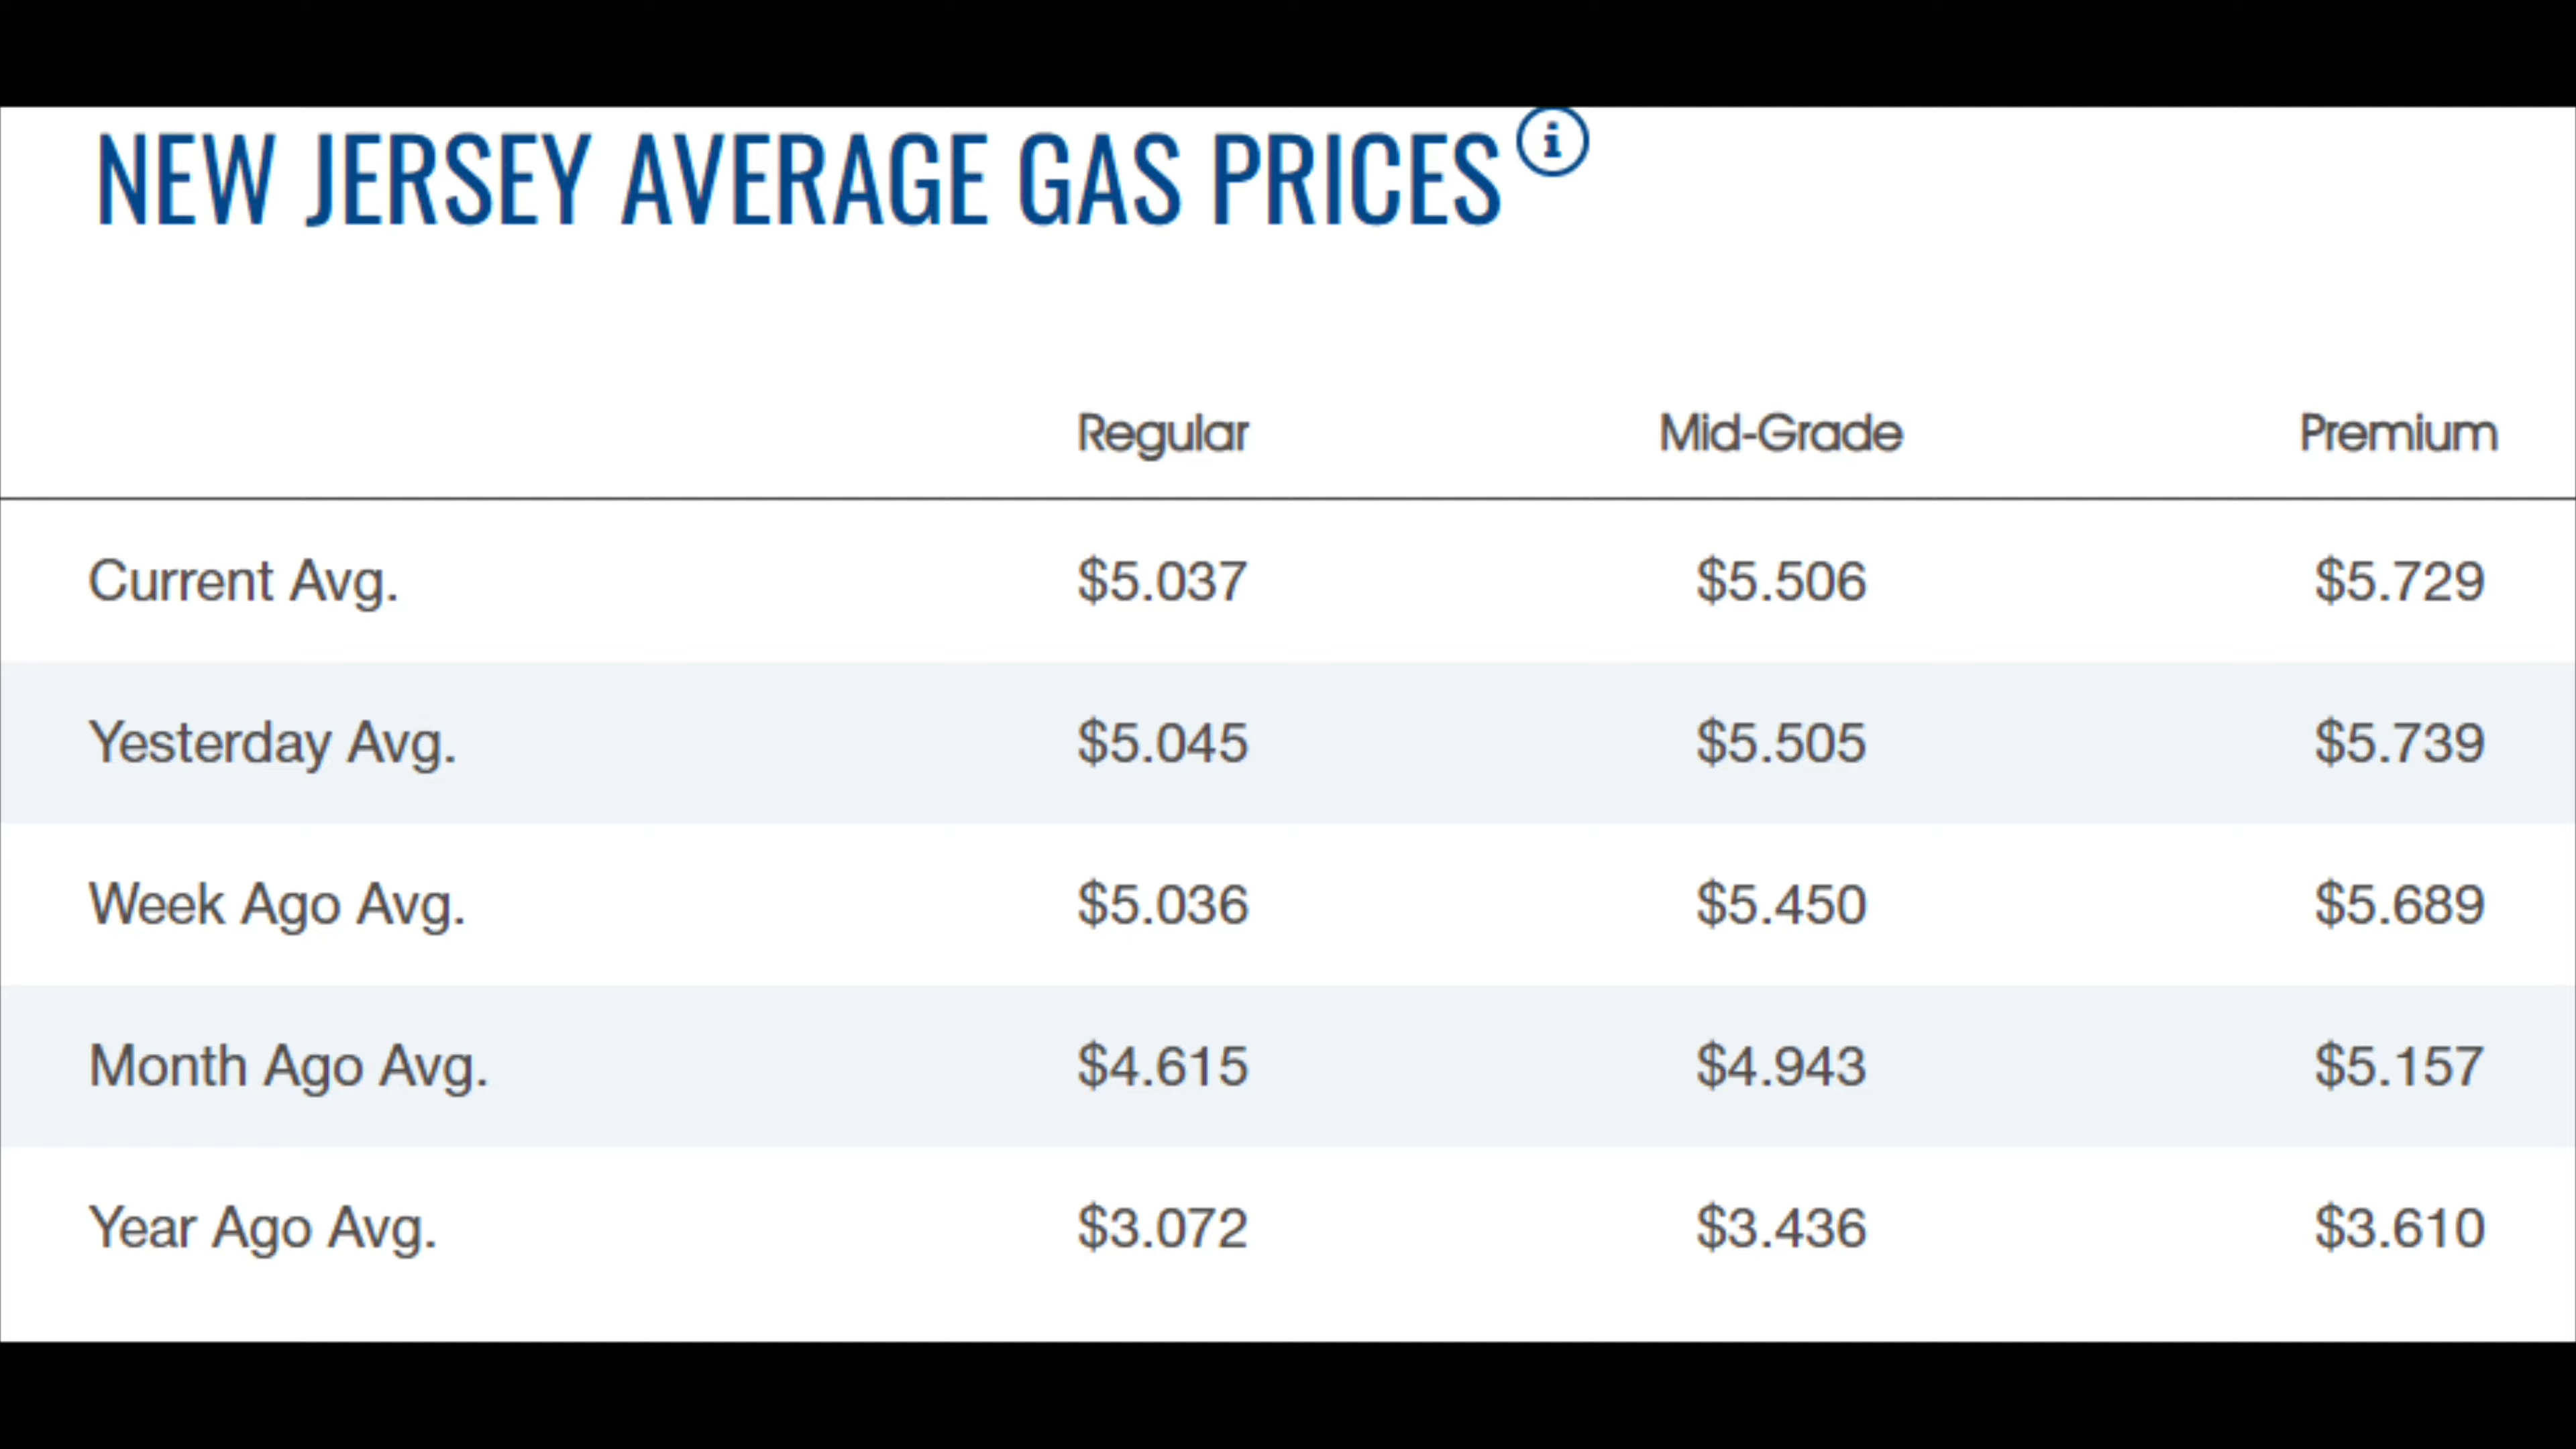 NEW JERSEY AVERAGE GAS PRICES i
Regular Mid-Grade Premium
Current Avg. $5.037 $5.506 $5.729
Yesterday Avg. $5.045 $5.505 $5.739
Week Ago Avg. $5.036 $5.450 $5.689
Month Ago Avg. $4.615 $4.943 $5.157
Year Ago Avg. $3.072 $3.436 $3.610